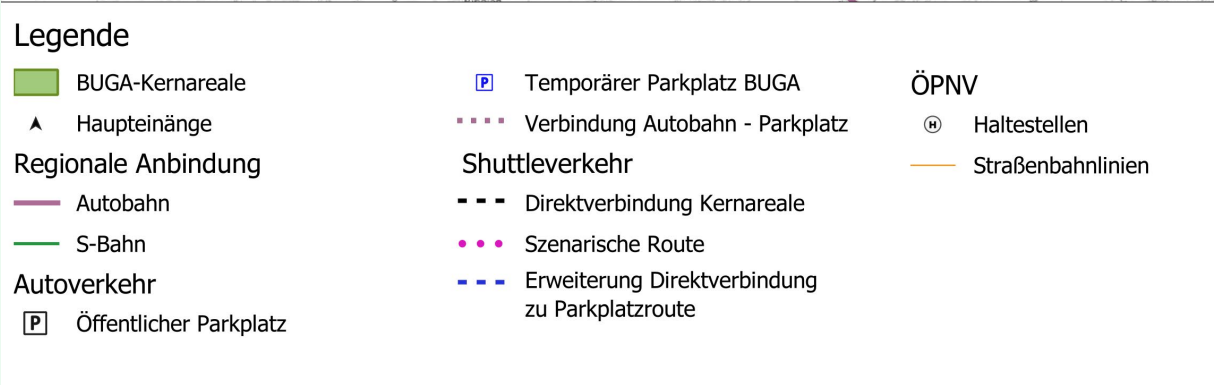 Legende
BUGA-Kernareale
Haupteinänge
Regionale Anbindung
Autobahn
S-Bahn
Autoverkehr
P Öffentlicher Parkplatz
P Temporärer Parkplatz BUGA
Verbindung Autobahn - Parkplatz
Shuttleverkehr
Direktverbindung Kernareale
Szenarische Route
Erweiterung Direktverbindung
zu Parkplatzroute
ÖPNV
H Haltestellen
Straßenbahnlinien